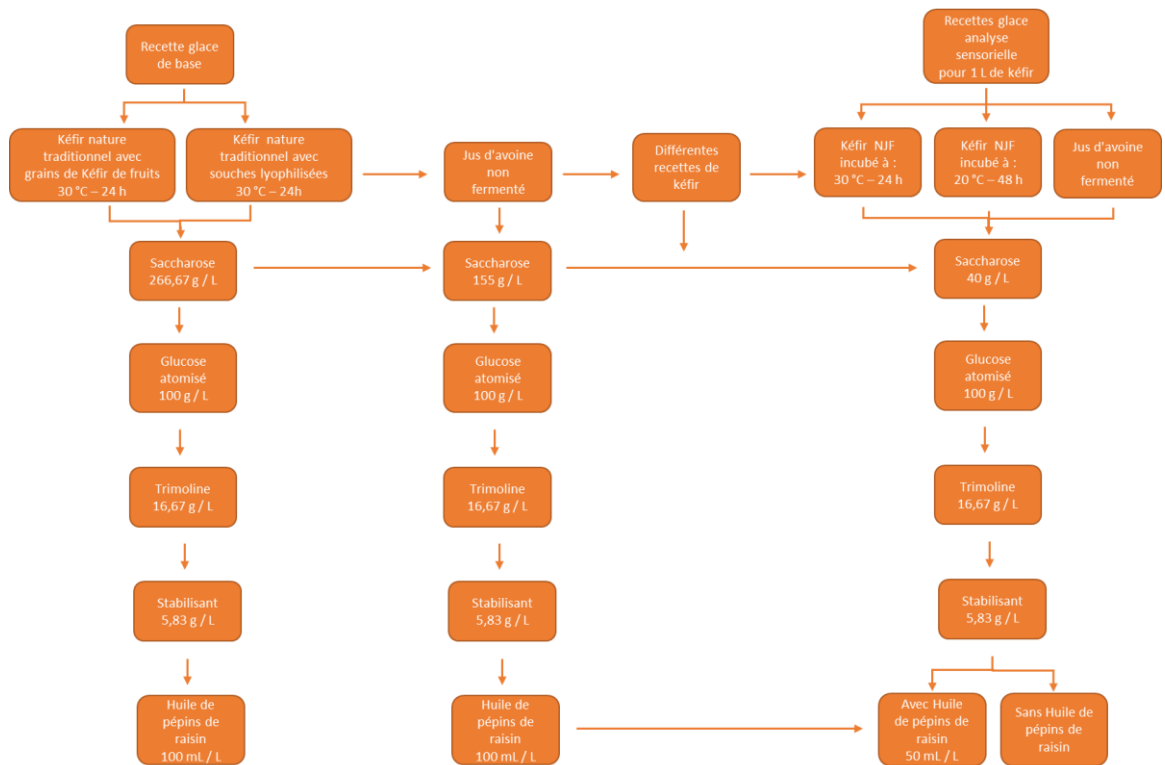 Recette glace
de base
Recettes glace
analyse
sensorielle
pour 1 L de kéfir
Kéfir nature
traditionnel avec
grains de Kéfir de fruits
30 °C – 24 h
Kéfir nature
traditionnel avec
souches lyophilisées
30 °C – 24h
Jus d'avoine
non
fermenté
Différentes
recettes de
kéfir
Kéfir NJF
incubé à :
30 °C – 24 h
Kéfir NJF
incubé à :
20 °C – 48 h
Jus d'avoine
non
fermenté
Saccharose
266,67 g / L
Saccharose
155 g / L
Saccharose
40 g / L
Glucose
atomisé
100 g / L
Glucose
atomisé
100 g / L
Glucose
atomisé
100 g / L
Trimoline
16,67 g / L
Trimoline
16,67 g / L
Trimoline
16,67 g / L
Stabilisant
5,83 g / L
Stabilisant
5,83 g / L
Stabilisant
5,83 g / L
Huile de
pépins de
raisin
100 mL / L
Huile de
pépins de
raisin
100 mL / L
Avec Huile
de pépins de
raisin
50 mL / L
Sans Huile de
pépins de
raisin